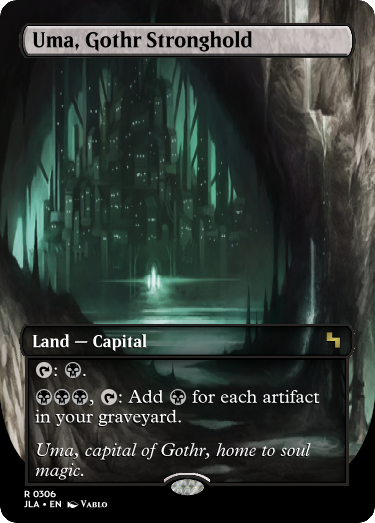 Uma, Gothr Stronghold
Land — Capital
: .
, : Add for each artifact
in your graveyard.
Uma, capital of Gothr, home to soul
magic.
R 0306
JLA • EN Vablo